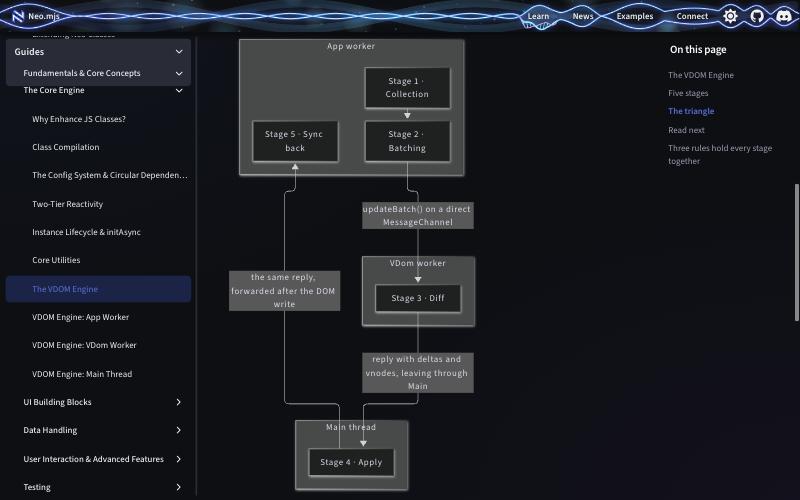 Neo.mjs
Learn
News
Examples
Connect
Guides
Fundamentals & Core Concepts
The Core Engine
Why Enhance JS Classes?
Class Compilation
The Config System & Circular Dependen...
Two-Tier Reactivity
Instance Lifecycle & initAsync
Core Utilities
The VDOM Engine
VDOM Engine: App Worker
VDOM Engine: VDom Worker
VDOM Engine: Main Thread
UI Building Blocks
Data Handling
User Interaction & Advanced Features
Testing
App worker
Stage 1 ·
Collection
Stage 5 · Sync
back
Stage 2 ·
Batching
updateBatch() on a direct
MessageChannel
VDom worker
the same reply,
forwarded after the DOM
write
Stage 3 · Diff
reply with deltas and
vnodes, leaving through
Main
Main thread
Stage 4 · Apply
On this page
The VDOM Engine
Five stages
The triangle
Read next
Three rules hold every stage
together